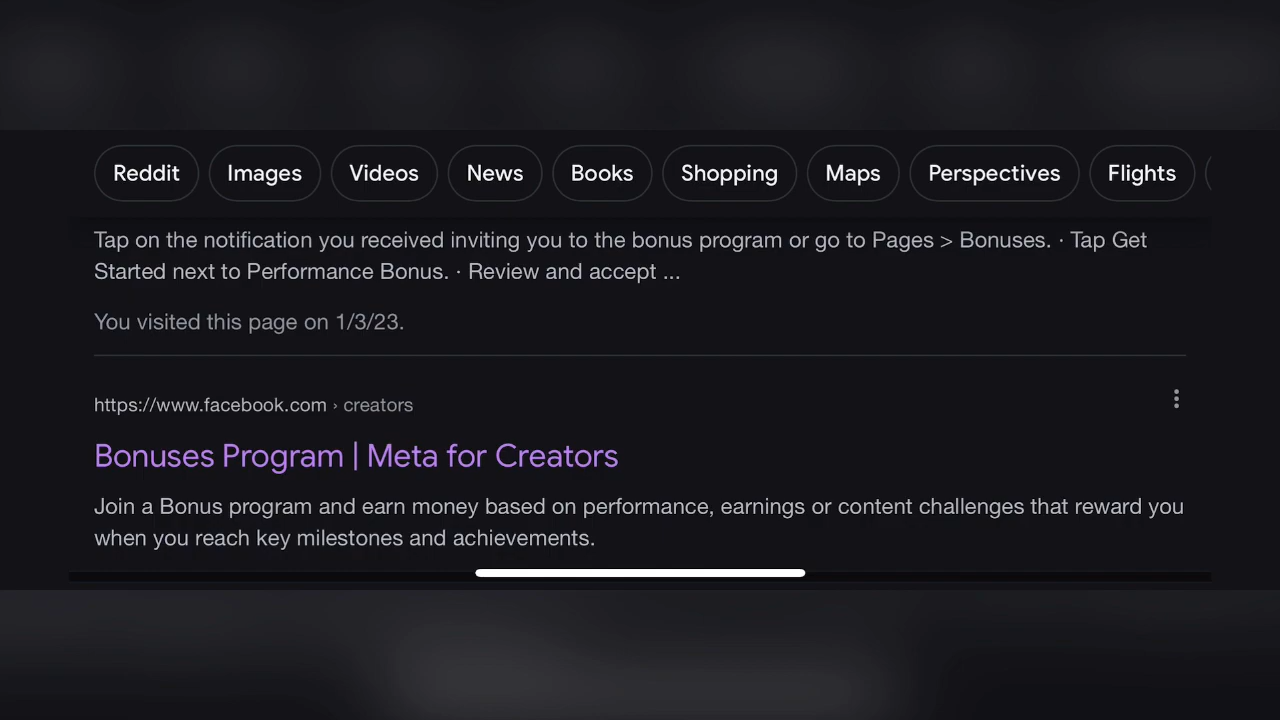 Reddit Images Videos News Books Shopping Maps Perspectives Flights
Tap on the notification you received inviting you to the bonus program or go to Pages > Bonuses. · Tap Get
Started next to Performance Bonus. · Review and accept ...
You visited this page on 1/3/23.
https://www.facebook.com › creators
Bonuses Program | Meta for Creators
Join a Bonus program and earn money based on performance, earnings or content challenges that reward you
when you reach key milestones and achievements.